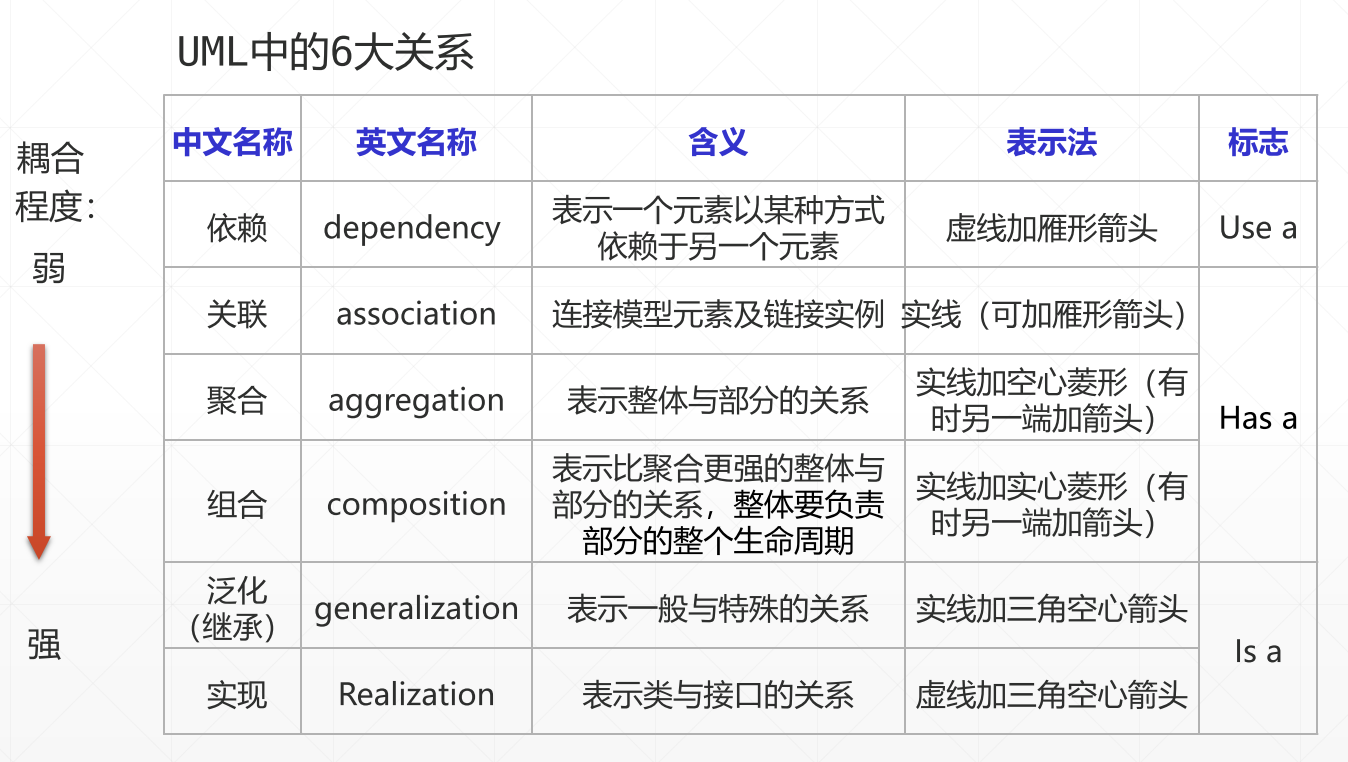 UML中的6大关系
耦合
程度：
弱
强
中文名称 英文名称 含义 表示法 标志
依赖 dependency 表示一个元素以某种方式
依赖于另一个元素 虚线加雁形箭头 Use a
关联 association 连接模型元素及链接实例 实线（可加雁形箭头）
聚合 aggregation 表示整体与部分的关系 实线加空心菱形（有
时另一端加箭头）
Has a
组合 composition 表示比聚合更强的整体与
部分的关系，整体要负责
部分的整个生命周期 实线加实心菱形（有
时另一端加箭头）
泛化
（继承） generalization 表示一般与特殊的关系 实线加三角空心箭头
Is a
实现 Realization 表示类与接口的关系 虚线加三角空心箭头